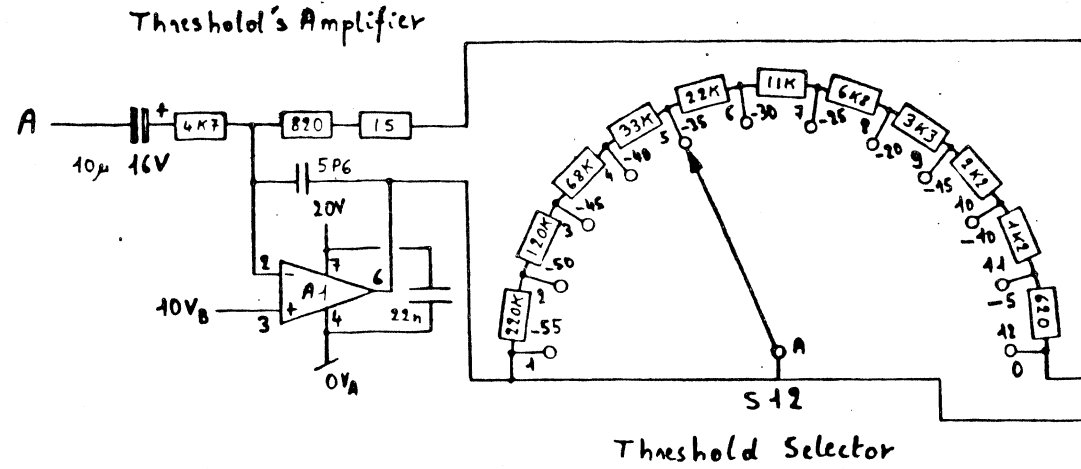 Threshold's Amplifier
A
10µ 16V
+
4K7
820
15
5P6
20V
2
-
7
A1
6
10VB
3
+
4
22n
0VA
220K
120K
68K
33K
22K
11K
6K8
3K3
2K2
1K2
620
1
-55
2
-50
3
-45
4
-40
5
-35
6
-30
7
-25
8
-20
9
-15
10
-10
11
-5
12
0
A
S12
Threshold Selector